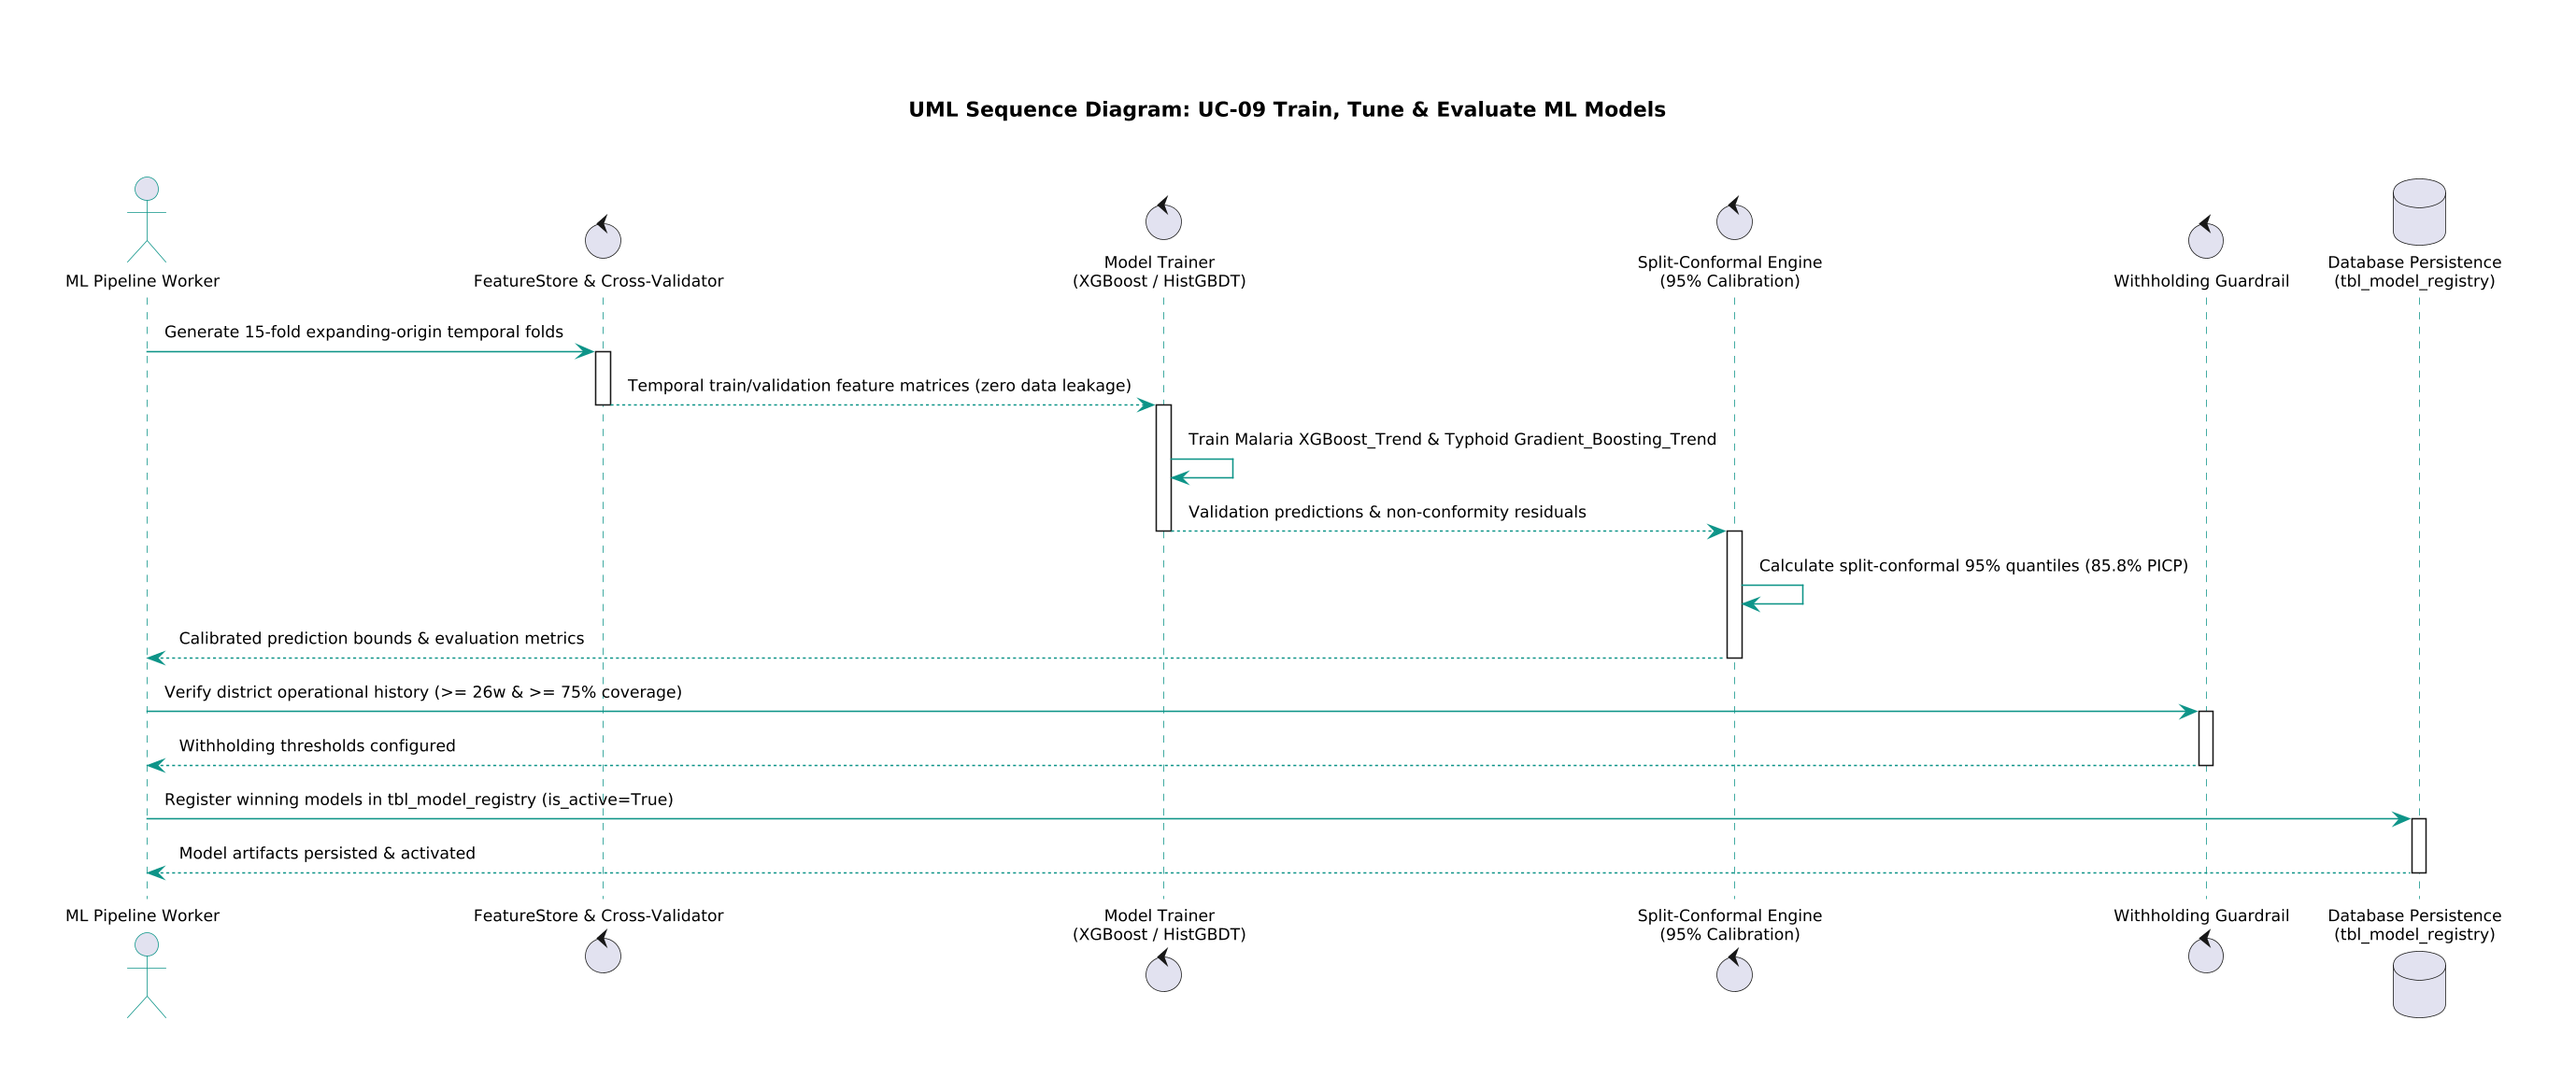 UML Sequence Diagram: UC-09 Train, Tune & Evaluate ML Models
ML Pipeline Worker
FeatureStore & Cross-Validator
Model Trainer
(XGBoost / HistGBDT)
Split-Conformal Engine
(95% Calibration)
Withholding Guardrail
Database Persistence
(tbl_model_registry)
Generate 15-fold expanding-origin temporal folds
Temporal train/validation feature matrices (zero data leakage)
Train Malaria XGBoost_Trend & Typhoid Gradient_Boosting_Trend
Validation predictions & non-conformity residuals
Calculate split-conformal 95% quantiles (85.8% PICP)
Calibrated prediction bounds & evaluation metrics
Verify district operational history (>= 26w & >= 75% coverage)
Withholding thresholds configured
Register winning models in tbl_model_registry (is_active=True)
Model artifacts persisted & activated
ML Pipeline Worker
FeatureStore & Cross-Validator
Model Trainer
(XGBoost / HistGBDT)
Split-Conformal Engine
(95% Calibration)
Withholding Guardrail
Database Persistence
(tbl_model_registry)